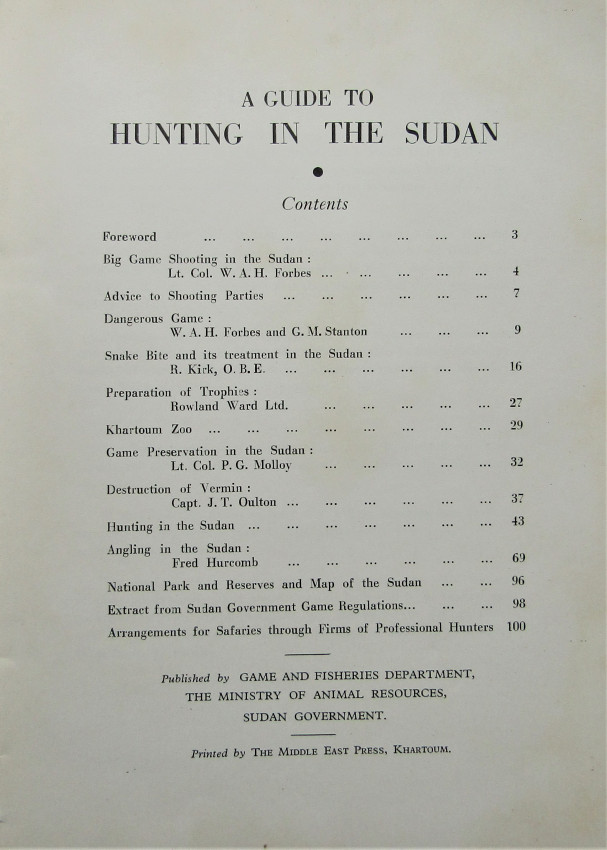 A GUIDE TO
HUNTING IN THE SUDAN
●
Contents
Foreword ... ... ... ... ... ... ... ... 3
Big Game Shooting in the Sudan :
Lt. Col. W. A. H. Forbes ... ... ... ... ... 4
Advice to Shooting Parties ... ... ... ... ... ... 7
Dangerous Game :
W. A. H. Forbes and G. M. Stanton ... ... ... 9
Snake Bite and its treatment in the Sudan :
R. Kirk, O. B. E. ... ... ... ... ... ... 16
Preparation of Trophies :
Rowland Ward Ltd. ... ... ... ... ... 27
Khartoum Zoo ... ... ... ... ... ... ... ... 29
Game Preservation in the Sudan :
Lt. Col. P. G. Molloy ... ... ... ... ... 32
Destruction of Vermin :
Capt. J. T. Oulton ... ... ... ... ... ... 37
Hunting in the Sudan ... ... ... ... ... ... ... 43
Angling in the Sudan :
Fred Hurcomb ... ... ... ... ... ... 69
National Park and Reserves and Map of the Sudan ... ... 96
Extract from Sudan Government Game Regulations... ... ... 98
Arrangements for Safaries through Firms of Professional Hunters 100
Published by GAME AND FISHERIES DEPARTMENT,
THE MINISTRY OF ANIMAL RESOURCES,
SUDAN GOVERNMENT.
Printed by THE MIDDLE EAST PRESS, KHARTOUM.